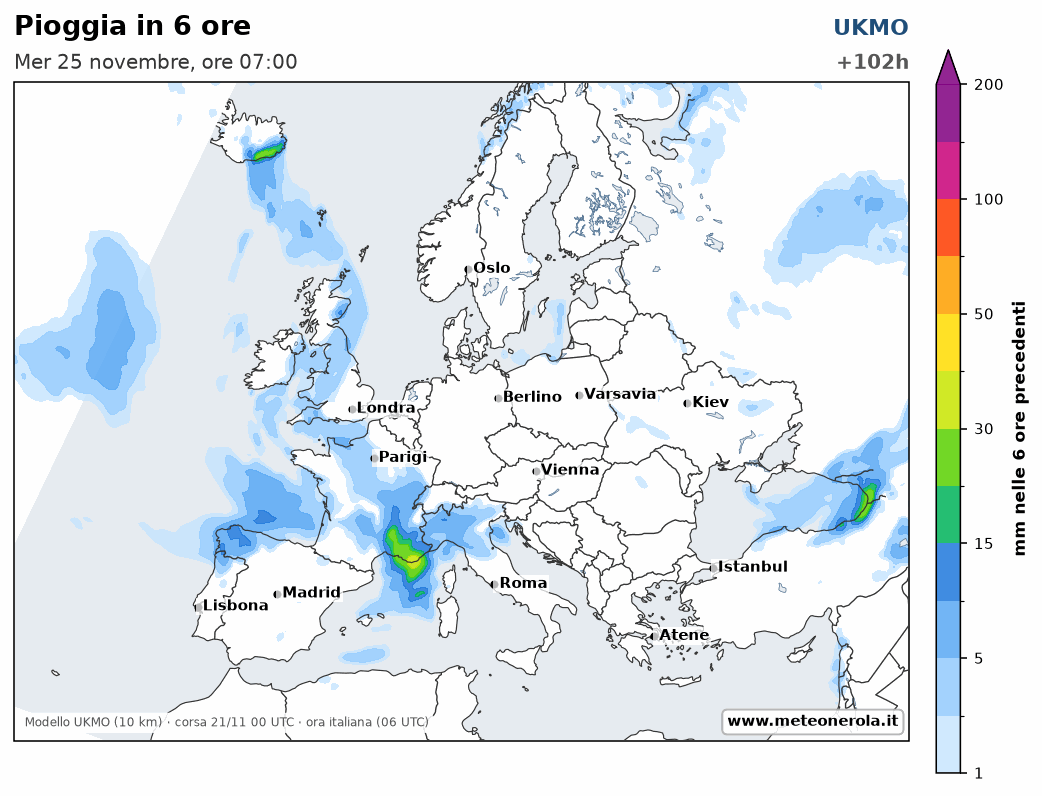 Pioggia in 6 ore
UKMO
Mer 25 novembre, ore 07:00
+102h
200
100
50
30
15
5
1
mm nelle 6 ore precedenti
Oslo
Berlino
Varsavia
Kiev
Londra
Parigi
Vienna
Istanbul
Roma
Madrid
Lisbona
Atene
Modello UKMO (10 km) · corsa 21/11 00 UTC · ora italiana (06 UTC)
www.meteonerola.it